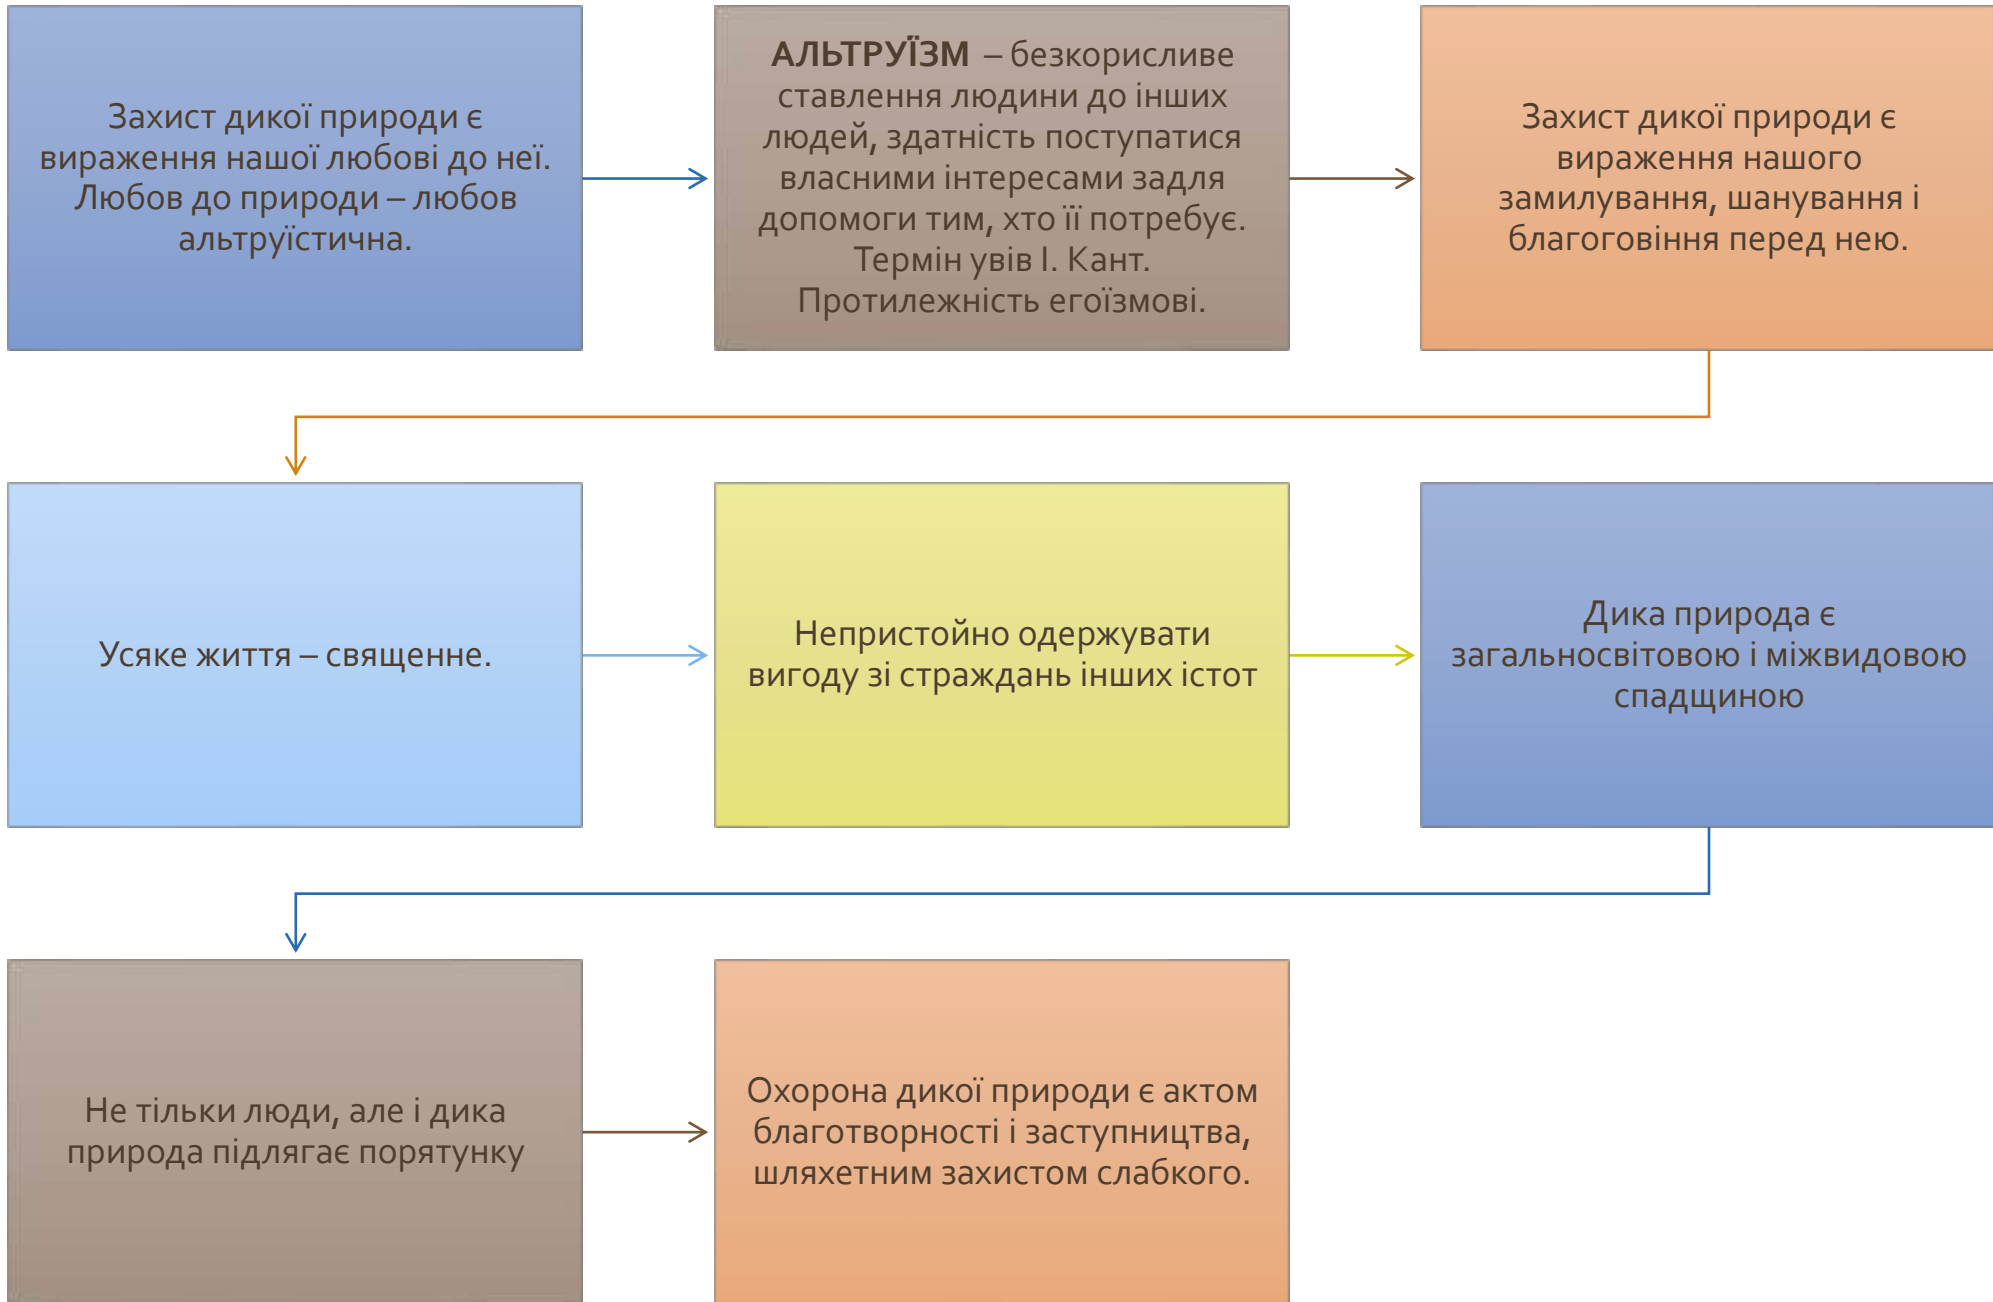 Захист дикої природи є
вираження нашої любові до неї.
Любов до природи – любов
альтруїстична.
АЛЬТРУЇЗМ – безкорисливе
ставлення людини до інших
людей, здатність поступатися
власними інтересами задля
допомоги тим, хто її потребує.
Термін увів І. Кант.
Протилежність егоїзмові.
Захист дикої природи є
вираження нашого
замилування, шанування і
благоговіння перед нею.
Усяке життя – священне.
Непристойно одержувати
вигоду зі страждань інших істот
Дика природа є
загальносвітовою і міжвидовою
спадщиною
Не тільки люди, але і дика
природа підлягає порятунку
Охорона дикої природи є актом
благотворності і заступництва,
шляхетним захистом слабкого.